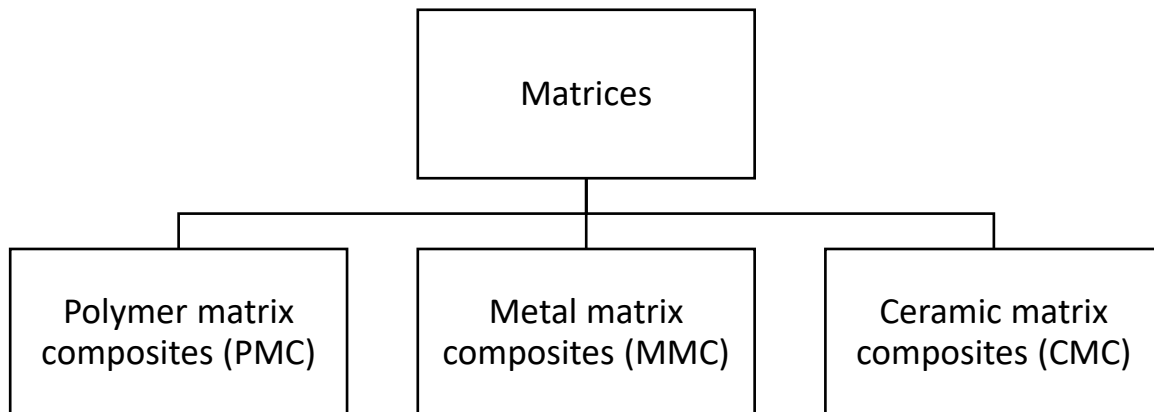 Matrices
Polymer matrix
composites (PMC)
Metal matrix
composites (MMC)
Ceramic matrix
composites (CMC)